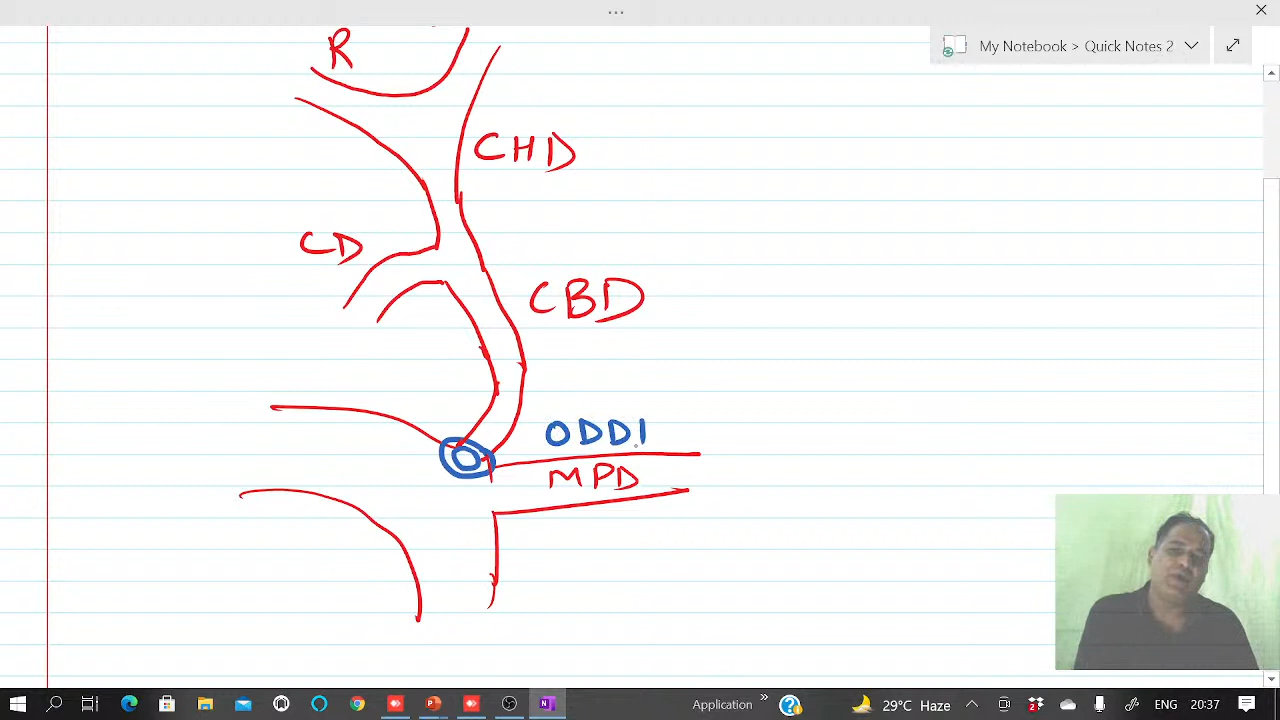 My Notebook > Quick Notes 2
R
CHD
CD
CBD
ODDI
MPD
Application
29°C Haze
ENG
20:37